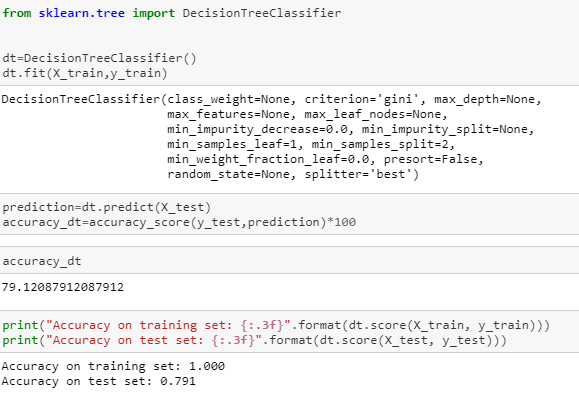 from sklearn.tree import DecisionTreeClassifier
dt=DecisionTreeClassifier()
dt.fit(X_train,y_train)
DecisionTreeClassifier(class_weight=None, criterion='gini', max_depth=None,
max_features=None, max_leaf_nodes=None,
min_impurity_decrease=0.0, min_impurity_split=None,
min_samples_leaf=1, min_samples_split=2,
min_weight_fraction_leaf=0.0, presort=False,
random_state=None, splitter='best')
prediction=dt.predict(X_test)
accuracy_dt=accuracy_score(y_test,prediction)*100
accuracy_dt
79.12087912087912
print("Accuracy on training set: {:.3f}".format(dt.score(X_train, y_train)))
print("Accuracy on test set: {:.3f}".format(dt.score(X_test, y_test)))
Accuracy on training set: 1.000
Accuracy on test set: 0.791